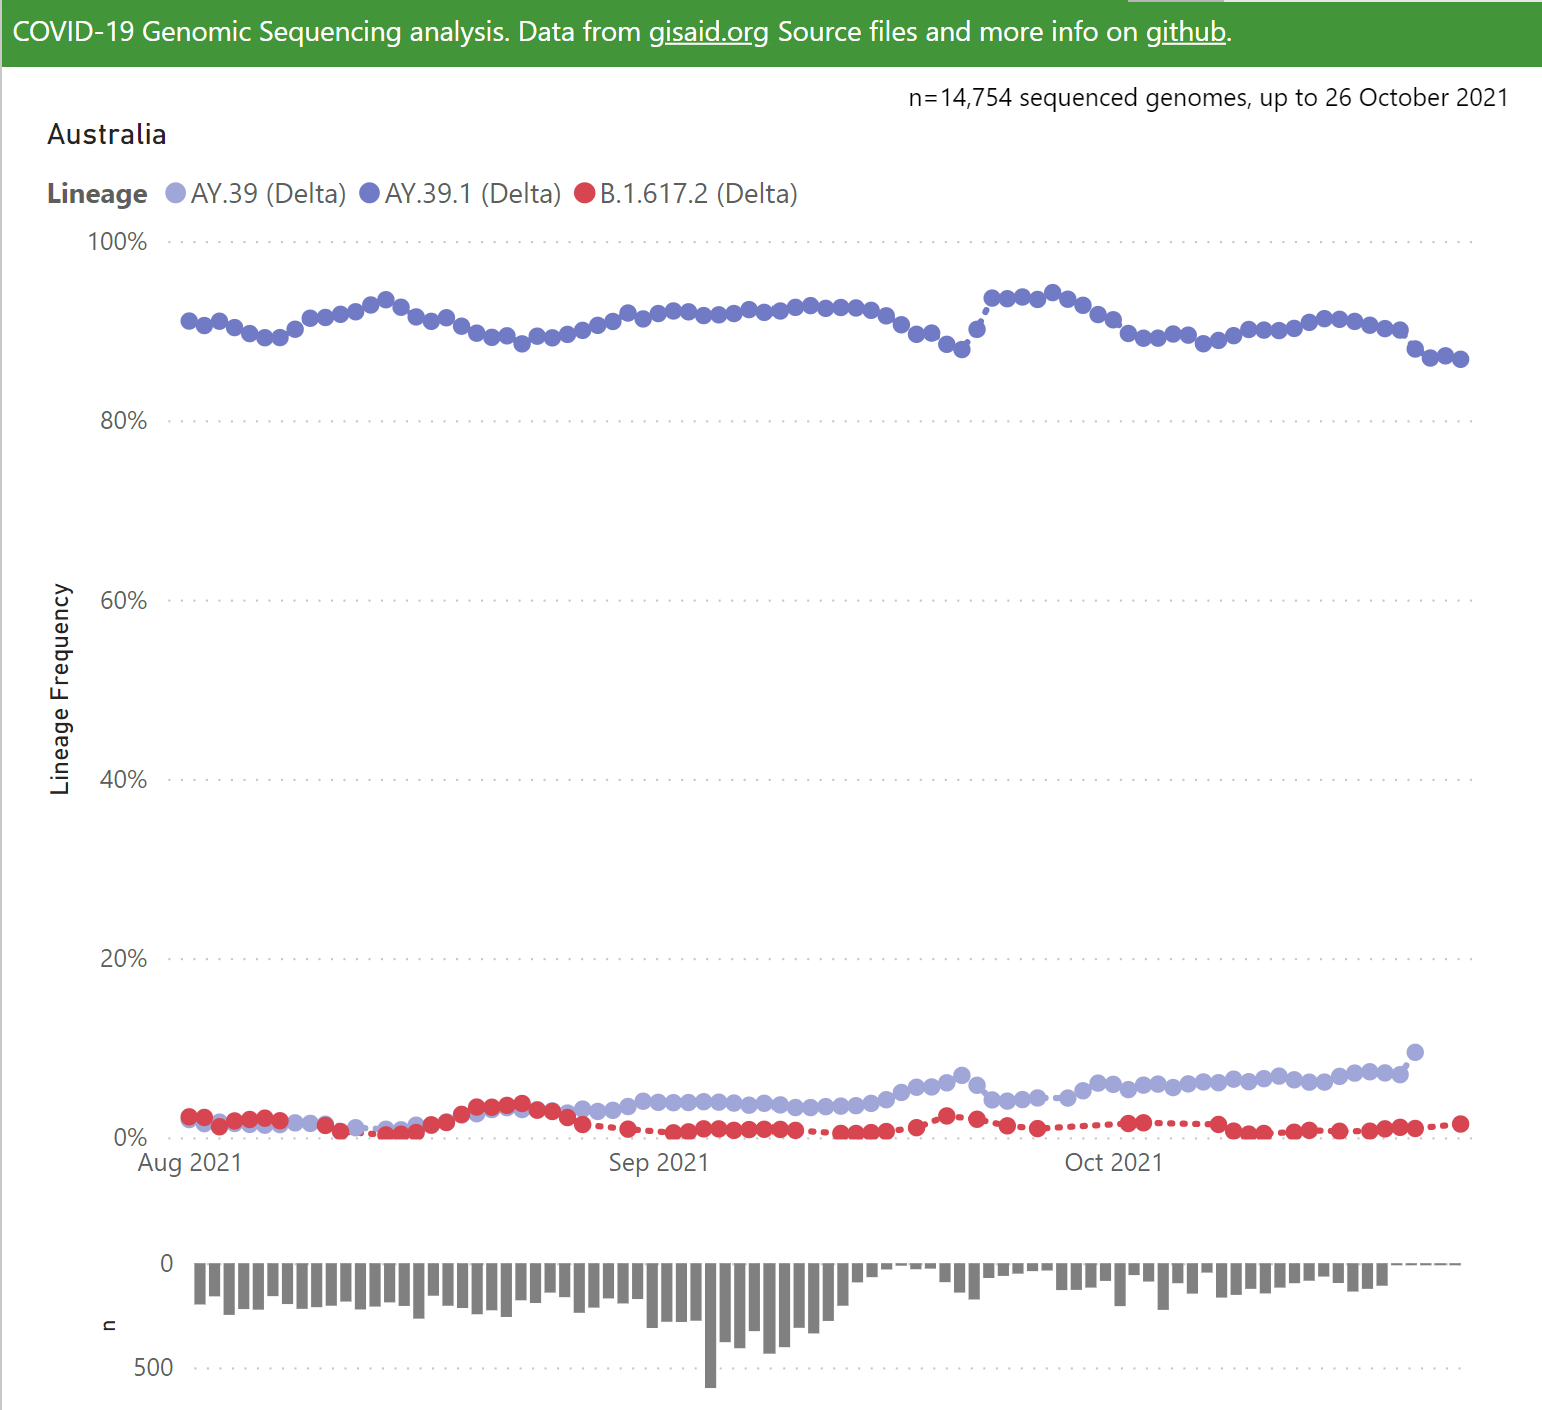 COVID-19 Genomic Sequencing analysis. Data from gisaid.org Source files and more info on github.
n=14,754 sequenced genomes, up to 26 October 2021
Australia
Lineage AY.39 (Delta) AY.39.1 (Delta) B.1.617.2 (Delta)
100%
80%
60%
40%
20%
0%
Lineage Frequency
Aug 2021 Sep 2021 Oct 2021
0
500
n